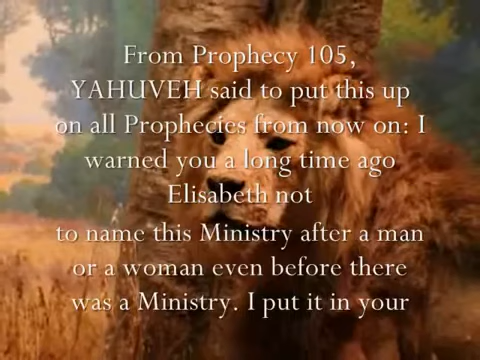 From Prophecy 105,
YAHUVEH said to put this up
on all Prophecies from now on: I
warned you a long time ago
Elisabeth not
to name this Ministry after a man
or a woman even before there
was a Ministry. I put it in your